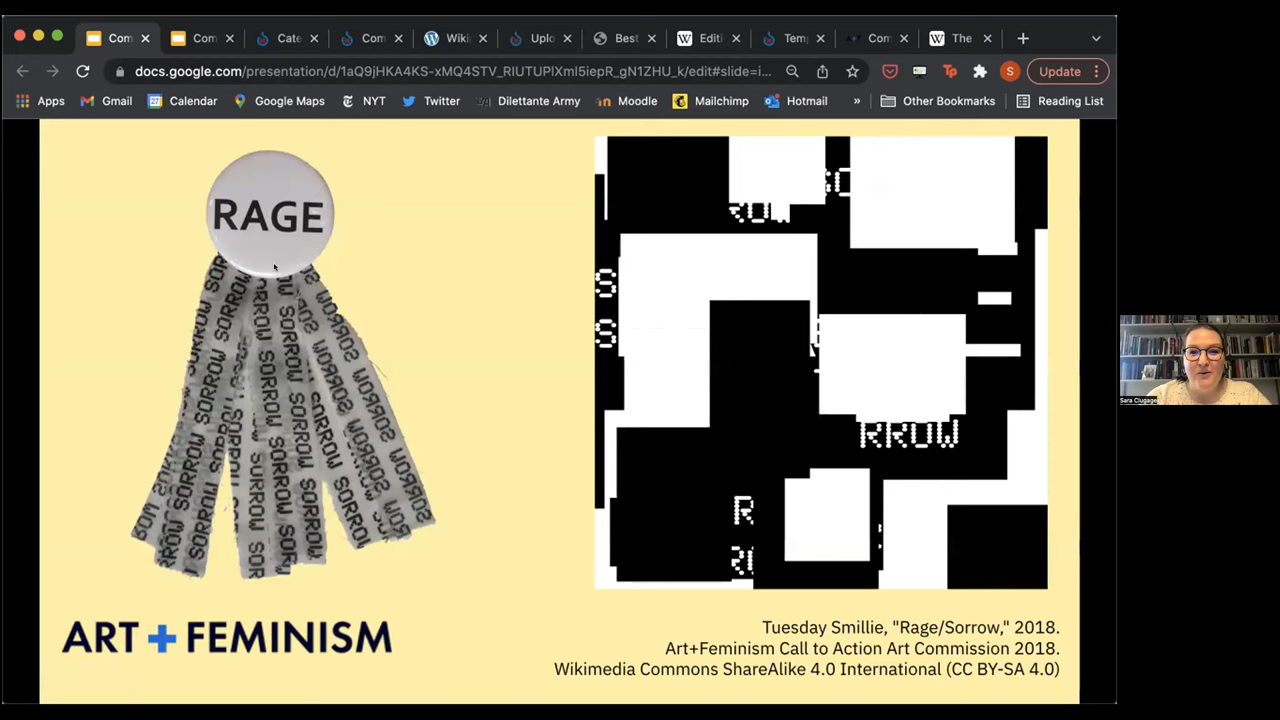 Com
Com
Cate
Com
Wiki
Uplo
Best
Editi
Temp
Com
The
docs.google.com/presentation/d/1aQ9jHKA4KS-xMQ4STV_RIUTUPlXml5iepR_gN1ZHU_k/edit#slide=i...
S
Update
Apps
Gmail
Calendar
Google Maps
NYT
Twitter
Dilettante Army
Moodle
Mailchimp
Hotmail
»
Other Bookmarks
Reading List
RAGE
SORROW SORROW SORROW
RROW
R
S
S
ART+FEMINISM
Tuesday Smillie, "Rage/Sorrow," 2018.
Art+Feminism Call to Action Art Commission 2018.
Wikimedia Commons ShareAlike 4.0 International (CC BY-SA 4.0)
Sara Clugage